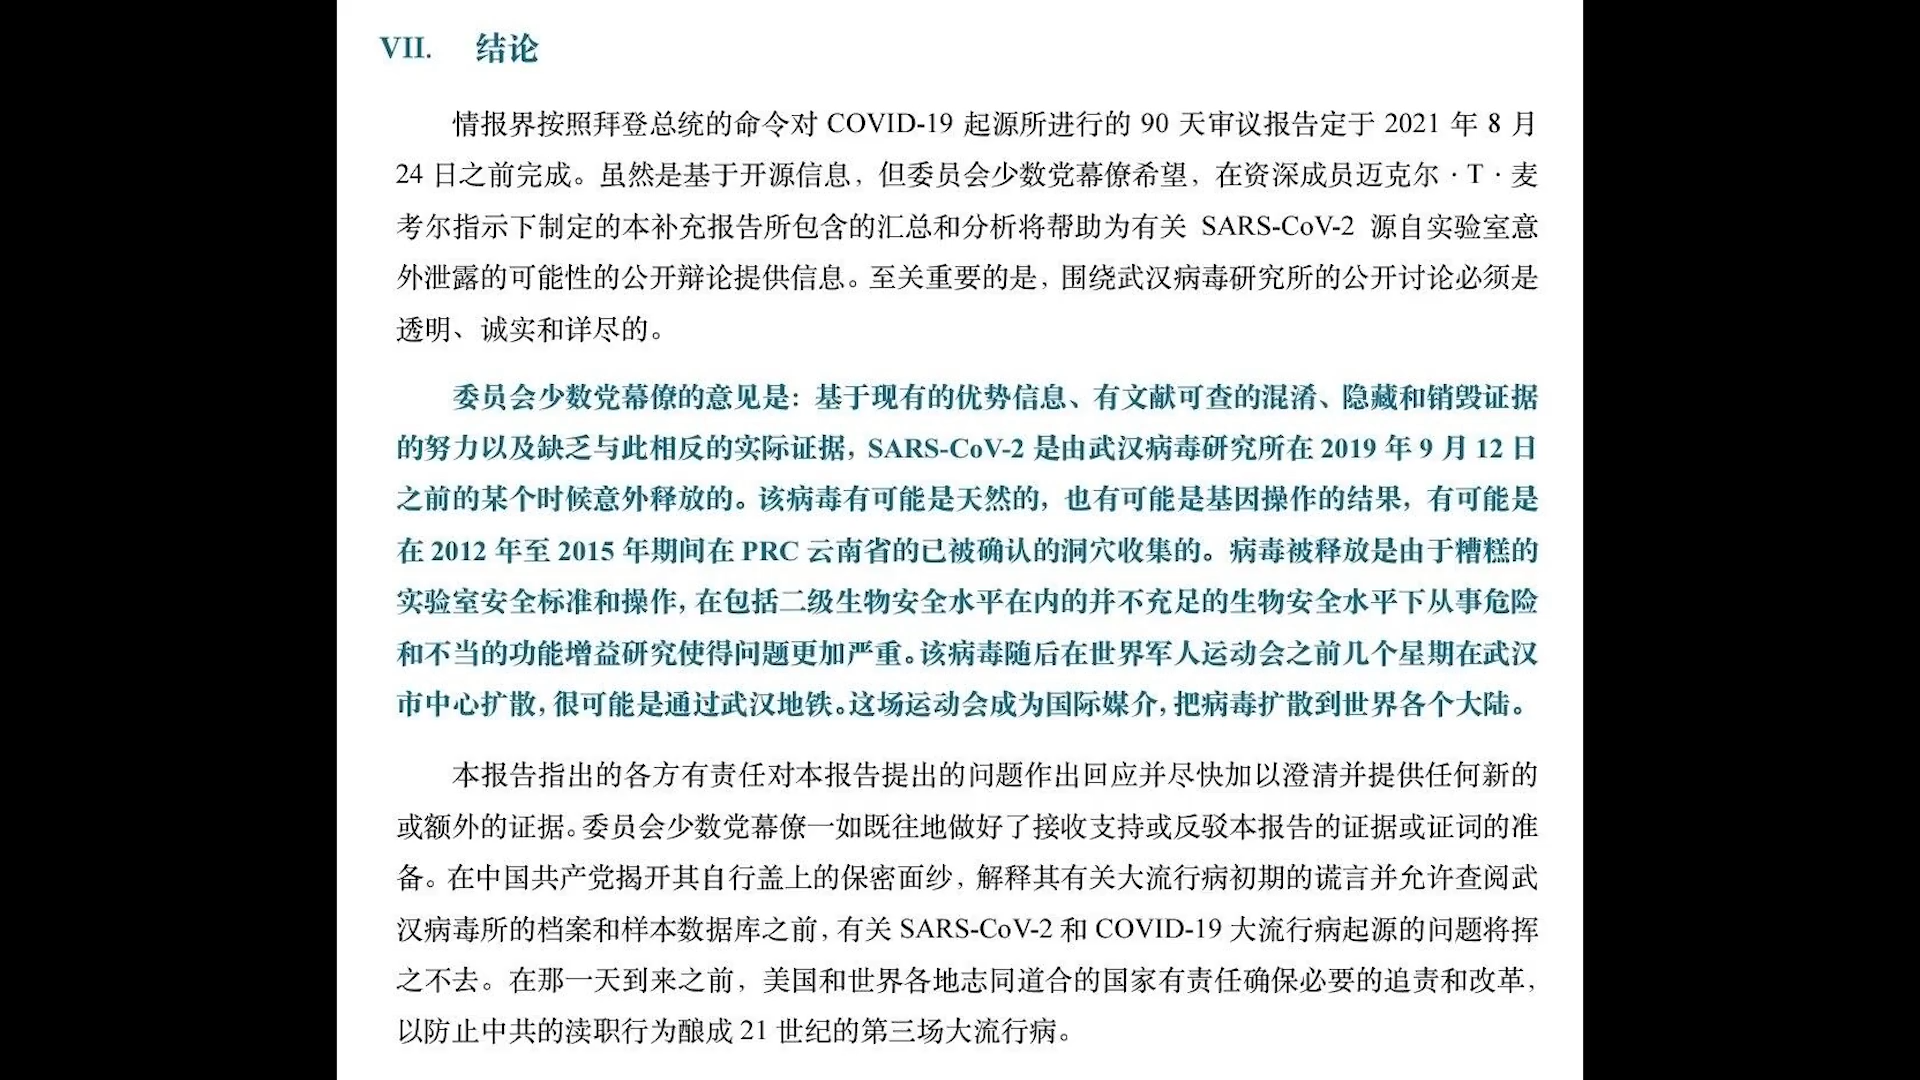 VII. 结论
情报界按照拜登总统的命令对 COVID-19 起源所进行的 90 天审议报告定于 2021 年 8 月
24 日之前完成。虽然是基于开源信息，但委员会少数党幕僚希望，在资深成员迈克尔 · T · 麦
考尔指示下制定的本补充报告所包含的汇总和分析将帮助为有关 SARS-CoV-2 源自实验室意
外泄露的可能性的公开辩论提供信息。至关重要的是，围绕武汉病毒研究所的公开讨论必须是
透明、诚实和详尽的。
委员会少数党幕僚的意见是：基于现有的优势信息、有文献可查的混淆、隐藏和销毁证据
的努力以及缺乏与此相反的实际证据，SARS-CoV-2 是由武汉病毒研究所在 2019 年 9 月 12 日
之前的某个时候意外释放的。该病毒有可能是天然的，也有可能是基因操作的结果，有可能是
在 2012 年至 2015 年期间在 PRC 云南省的已被确认的洞穴收集的。病毒被释放是由于糟糕的
实验室安全标准和操作，在包括二级生物安全水平在内的并不充足的生物安全水平下从事危险
和不当的功能增益研究使得问题更加严重。该病毒随后在世界军人运动会之前几个星期在武汉
市中心扩散，很可能是通过武汉地铁。这场运动会成为国际媒介，把病毒扩散到世界各个大陆。
本报告指出的各方有责任对本报告提出的问题作出回应并尽快加以澄清并提供任何新的
或额外的证据。委员会少数党幕僚一如既往地做好了接收支持或反驳本报告的证据或证词的准
备。在中国共产党揭开其自行盖上的保密面纱，解释其有关大流行病初期的谎言并允许查阅武
汉病毒所的档案和样本数据库之前，有关 SARS-CoV-2 和 COVID-19 大流行病起源的问题将挥
之不去。在那一天到来之前，美国和世界各地志同道合的国家有责任确保必要的追责和改革，
以防止中共的渎职行为酿成 21 世纪的第三场大流行病。